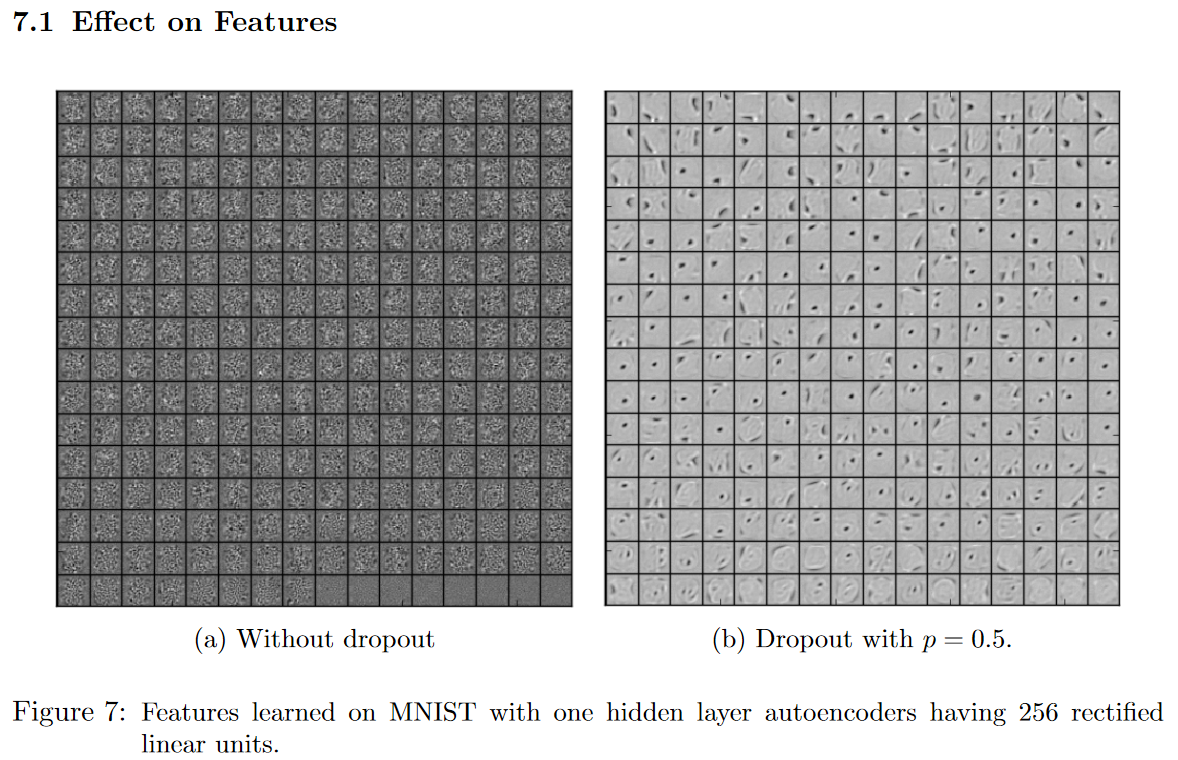 7.1 Effect on Features
(a) Without dropout
(b) Dropout with p = 0.5.
Figure 7: Features learned on MNIST with one hidden layer autoencoders having 256 rectified
linear units.